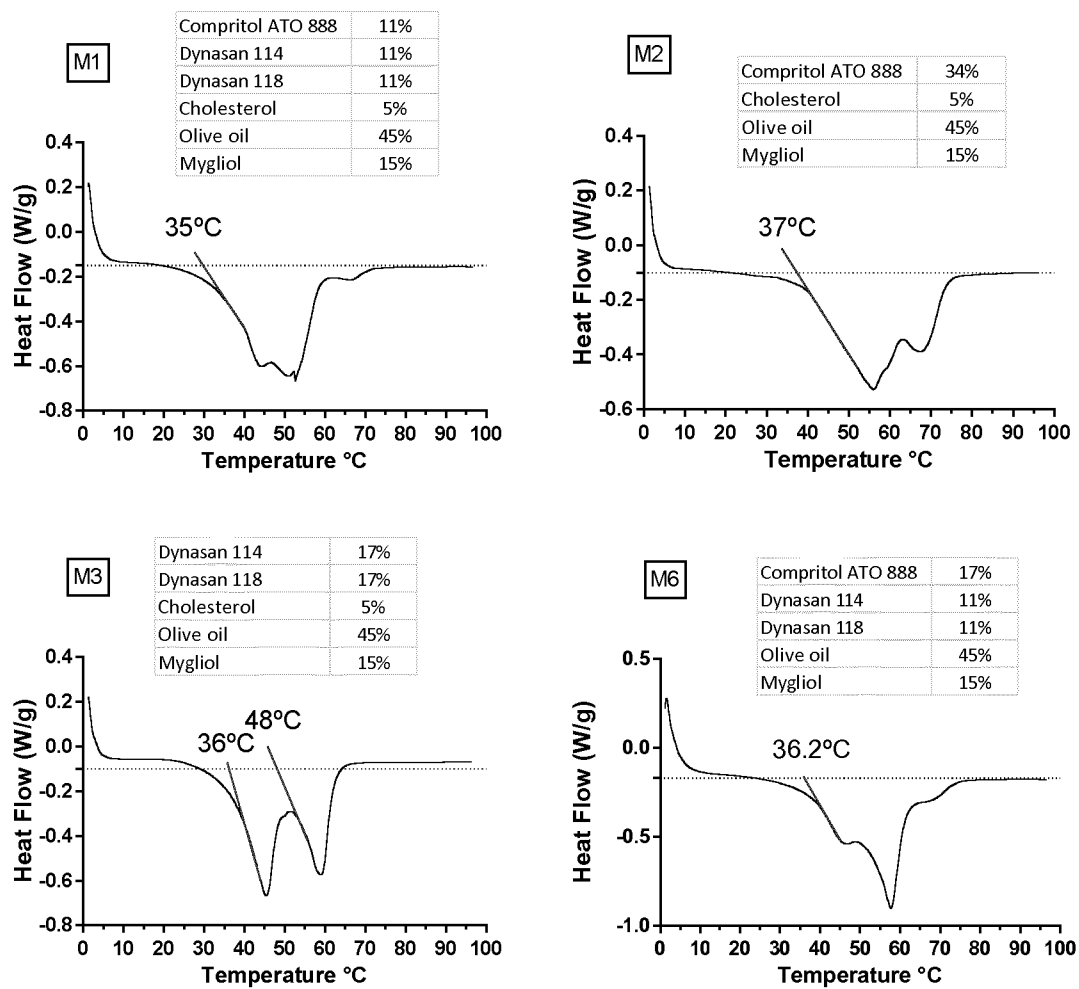 M1
Compritol ATO 888 11%
Dynasan 114 11%
Dynasan 118 11%
Cholesterol 5%
Olive oil 45%
Mygliol 15%
35ºC
Heat Flow (W/g)
0.4
0.2
0.0
-0.2
-0.4
-0.6
-0.8
0 10 20 30 40 50 60 70 80 90 100
Temperature °C
M2
Compritol ATO 888 34%
Cholesterol 5%
Olive oil 45%
Mygliol 15%
37ºC
Heat Flow (W/g)
0.4
0.2
0.0
-0.2
-0.4
-0.6
0 10 20 30 40 50 60 70 80 90 100
Temperature °C
M3
Dynasan 114 17%
Dynasan 118 17%
Cholesterol 5%
Olive oil 45%
Mygliol 15%
48ºC
36ºC
Heat Flow (W/g)
0.4
0.2
0.0
-0.2
-0.4
-0.6
-0.8
0 10 20 30 40 50 60 70 80 90 100
Temperature °C
M6
Compritol ATO 888 17%
Dynasan 114 11%
Dynasan 118 11%
Olive oil 45%
Mygliol 15%
36.2ºC
Heat Flow (W/g)
0.5
0.0
-0.5
-1.0
0 10 20 30 40 50 60 70 80 90 100
Temperature °C